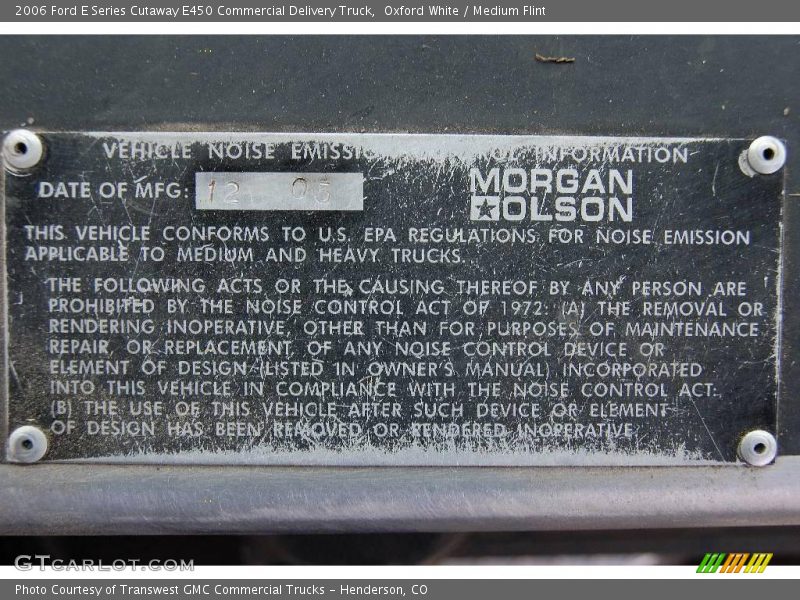 2006 Ford E Series Cutaway E450 Commercial Delivery Truck, Oxford White / Medium Flint
VEHICLE NOISE EMISSION INFORMATION
DATE OF MFG: 12 05
MORGAN
OLSON
THIS VEHICLE CONFORMS TO U.S. EPA REGULATIONS FOR NOISE EMISSION
APPLICABLE TO MEDIUM AND HEAVY TRUCKS.
THE FOLLOWING ACTS OR THE CAUSING THEREOF BY ANY PERSON ARE
PROHIBITED BY THE NOISE CONTROL ACT OF 1972: (A) THE REMOVAL OR
RENDERING INOPERATIVE, OTHER THAN FOR PURPOSES OF MAINTENANCE
REPAIR, OR REPLACEMENT, OF ANY NOISE CONTROL DEVICE OR
ELEMENT OF DESIGN (LISTED IN OWNER'S MANUAL) INCORPORATED
INTO THIS VEHICLE IN COMPLIANCE WITH THE NOISE CONTROL ACT.
(B) THE USE OF THIS VEHICLE AFTER SUCH DEVICE OR ELEMENT
OF DESIGN HAS BEEN REMOVED OR RENDERED INOPERATIVE
GTcarlot.com
Photo Courtesy of Transwest GMC Commercial Trucks - Henderson, CO